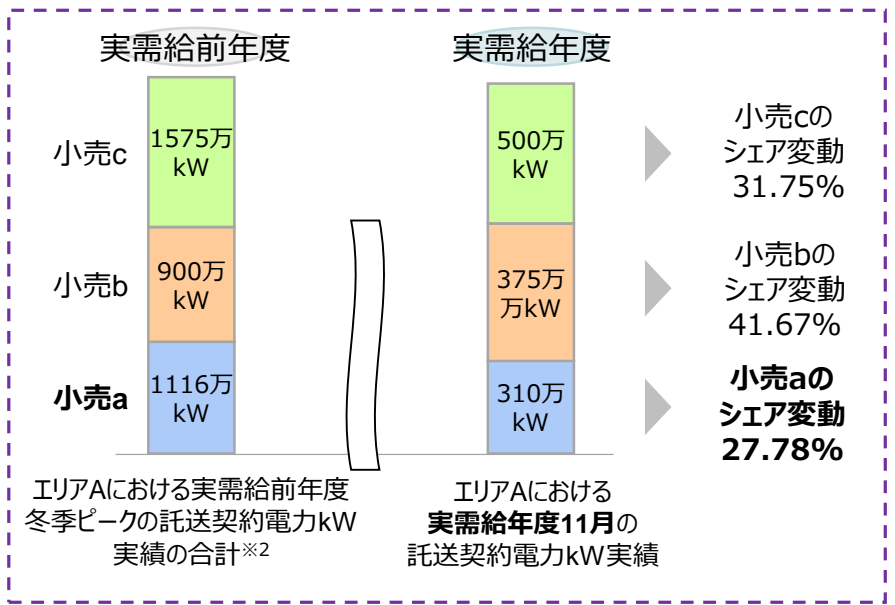 実需給前年度
実需給年度
小売c
1575万
kW
500万
kW
小売cの
シェア変動
31.75%
小売b
900万
kW
375万
万kW
小売bの
シェア変動
41.67%
小売a
1116万
kW
310万
kW
小売aの
シェア変動
27.78%
エリアAにおける実需給前年度
冬季ピークの託送契約電力kW
実績の合計※2
エリアAにおける
実需給年度11月の
託送契約電力kW実績